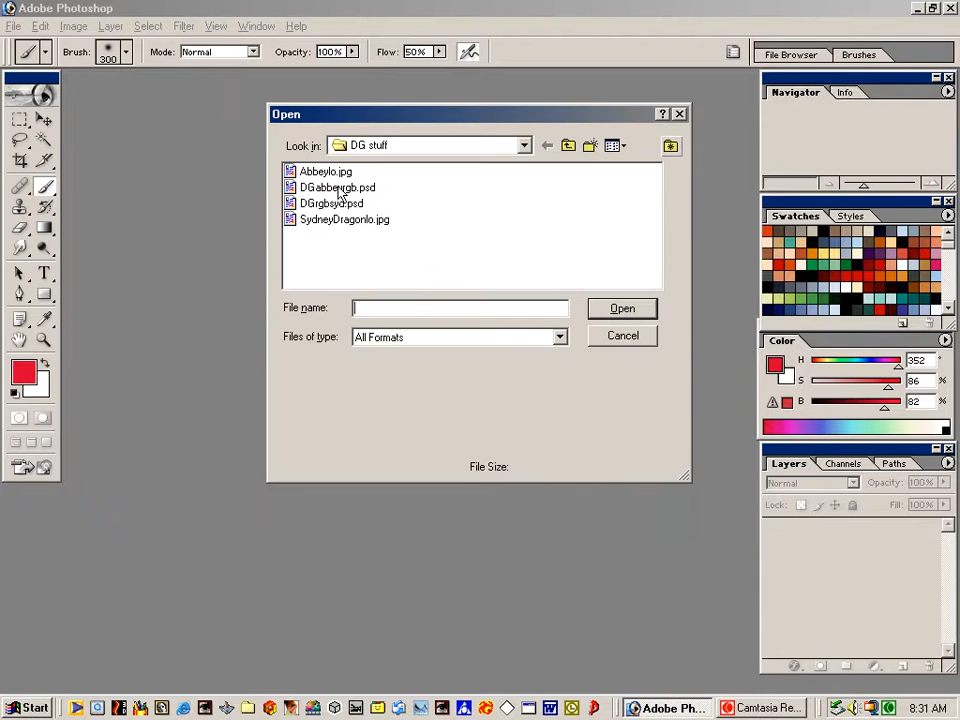 Adobe Photoshop
File Edit Image Layer Select Filter View Window Help
Brush: 300 Mode: Normal Opacity: 100% Flow: 50% File Browser Brushes
Navigator Info
Open
Look in: DG stuff
Abbeylo.jpg
DGabbeyrgb.psd
DGrgbsyd.psd
SydneyDragonlo.jpg
File name: Open
Files of type: All Formats Cancel
File Size:
Swatches Styles
Color
H 352 °
S 86 %
B 82 %
Layers Channels Paths
Normal Opacity: 100%
Lock: Fill: 100%
Start Adobe Pho... Camtasia Re... 8:31 AM